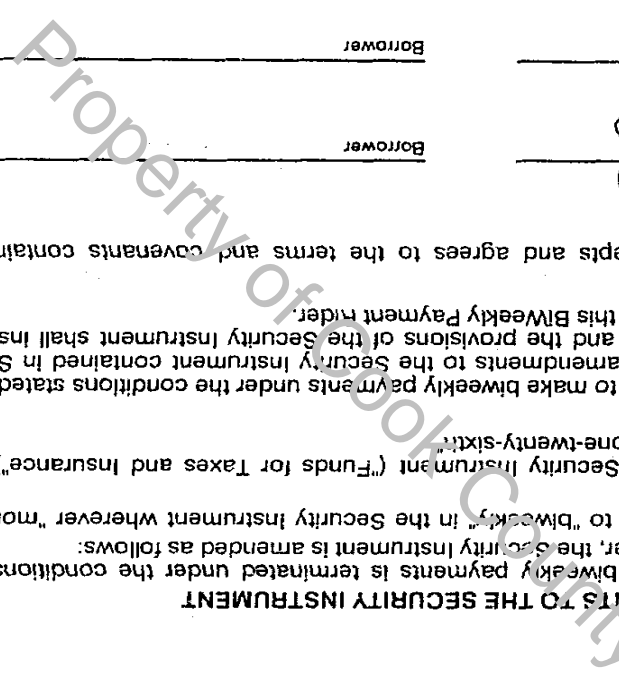 TS TO THE SECURITY INSTRUMENT
biweekly payments is terminated under the conditions
er, the Security Instrument is amended as follows:
to "biweekly" in the Security Instrument wherever "mo
Security Instrument ("Funds for Taxes and Insurance"
one-twenty-sixth".
to make biweekly payments under the conditions stated
amendments to the Security Instrument contained in S
and the provisions of the Security Instrument shall ins
this BiWeekly Payment Rider.
epts and agrees to the terms and covenants contain
Borrower
Borrower
Property of Cook County